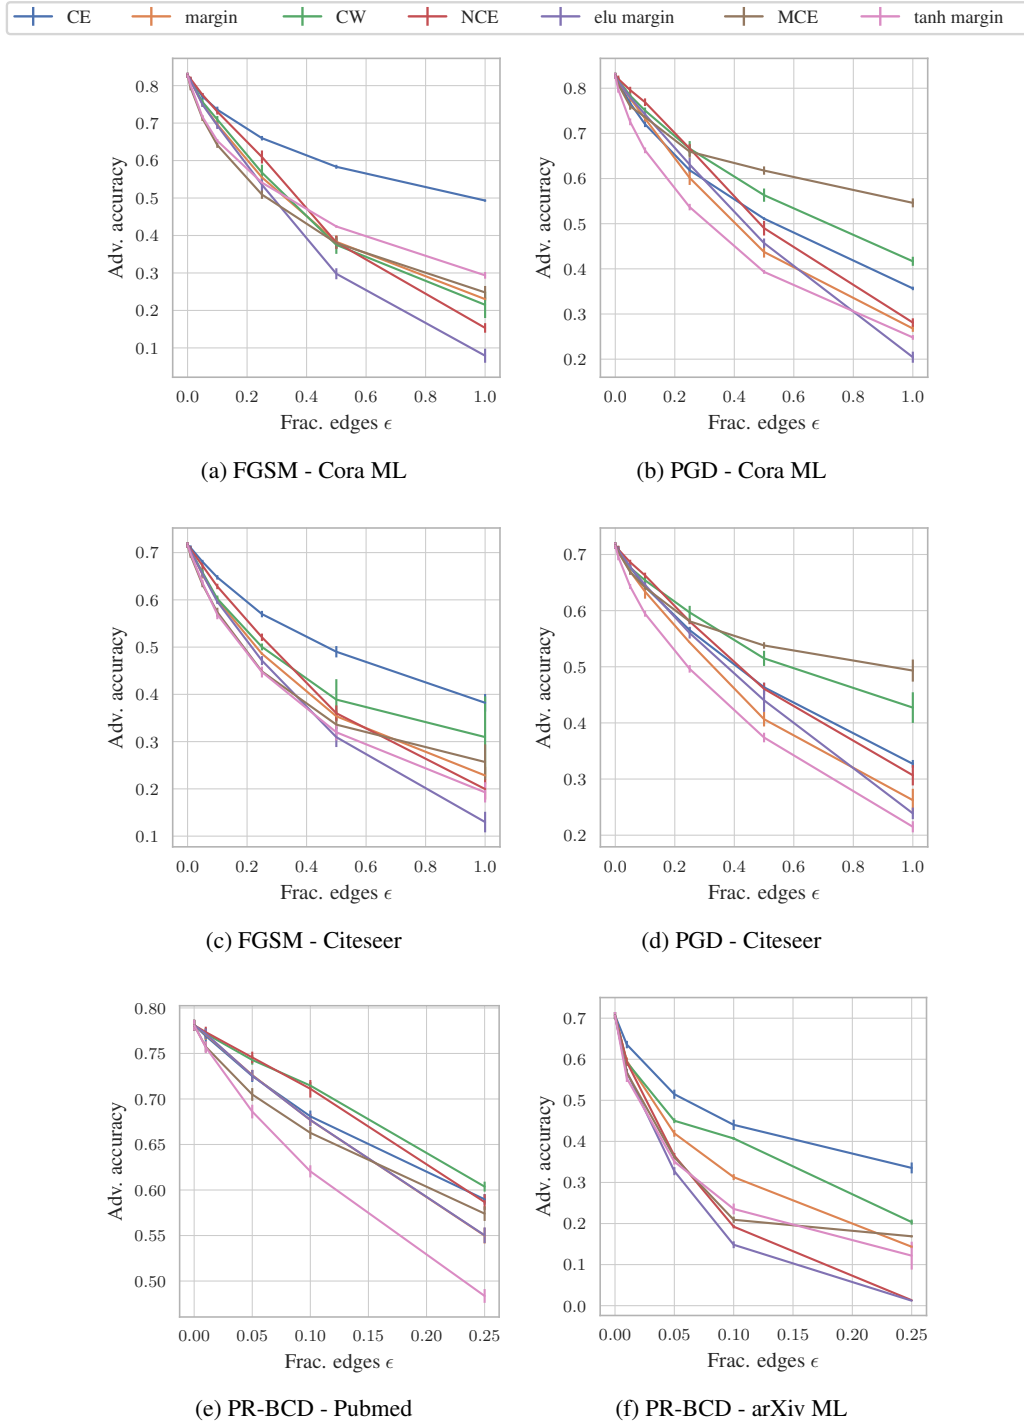 CE margin CW NCE elu margin MCE tanh margin
0.8
0.7
0.6
0.5
0.4
0.3
0.2
0.1
Adv. accuracy
0.0 0.2 0.4 0.6 0.8 1.0
Frac. edges ϵ
(a) FGSM - Cora ML
0.8
0.7
0.6
0.5
0.4
0.3
0.2
Adv. accuracy
0.0 0.2 0.4 0.6 0.8 1.0
Frac. edges ϵ
(b) PGD - Cora ML
0.7
0.6
0.5
0.4
0.3
0.2
0.1
Adv. accuracy
0.0 0.2 0.4 0.6 0.8 1.0
Frac. edges ϵ
(c) FGSM - Citeseer
0.7
0.6
0.5
0.4
0.3
0.2
Adv. accuracy
0.0 0.2 0.4 0.6 0.8 1.0
Frac. edges ϵ
(d) PGD - Citeseer
0.80
0.75
0.70
0.65
0.60
0.55
0.50
Adv. accuracy
0.00 0.05 0.10 0.15 0.20 0.25
Frac. edges ϵ
(e) PR-BCD - Pubmed
0.7
0.6
0.5
0.4
0.3
0.2
0.1
0.0
Adv. accuracy
0.00 0.05 0.10 0.15 0.20 0.25
Frac. edges ϵ
(f) PR-BCD - arXiv ML